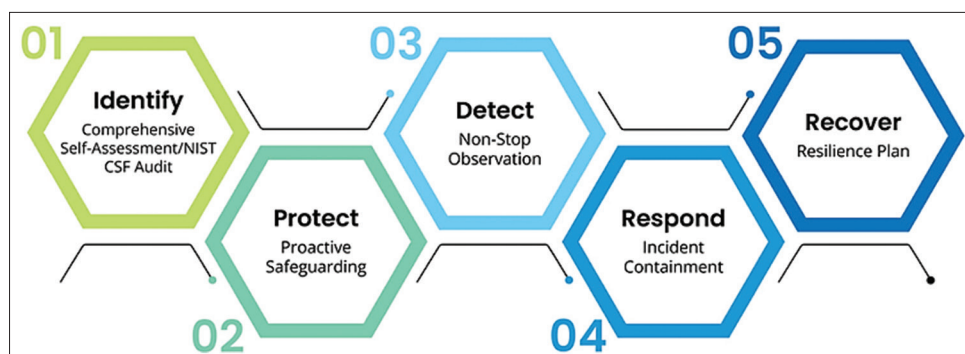 01
Identify
Comprehensive
Self-Assessment/NIST
CSF Audit
02
Protect
Proactive
Safeguarding
03
Detect
Non-Stop
Observation
04
Respond
Incident
Containment
05
Recover
Resilience Plan